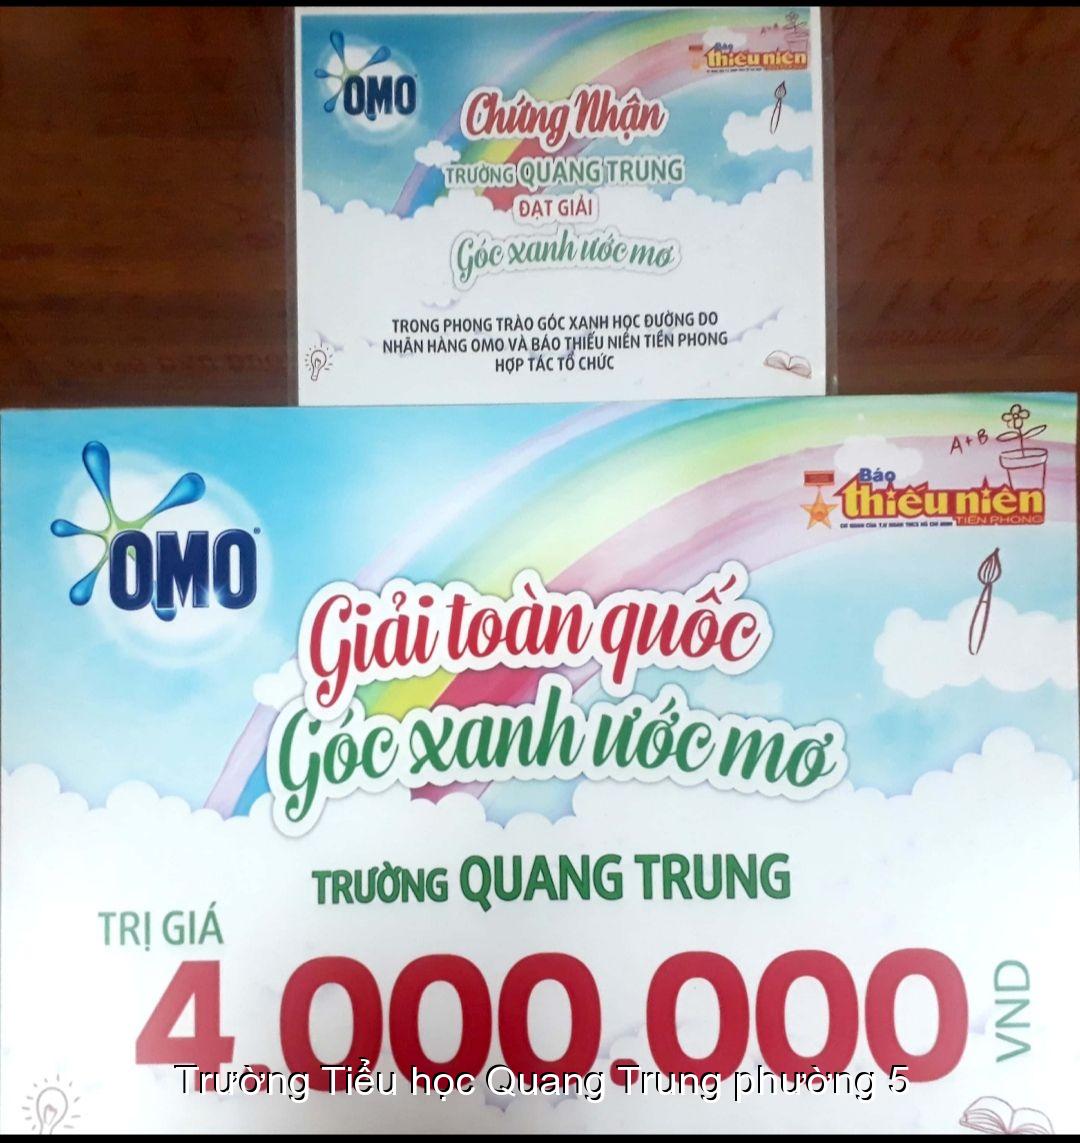 OMO
Báo
thiếu niên
A+B
Chứng Nhận
TRƯỜNG QUANG TRUNG
ĐẠT GIẢI
Góc xanh ước mơ
TRONG PHONG TRÀO GÓC XANH HỌC ĐƯỜNG DO
NHÃN HÀNG OMO VÀ BÁO THIẾU NIÊN TIỀN PHONG
HỢP TÁC TỔ CHỨC
OMO
A+B
Báo
thiếu niên
TIỀN PHONG
Giải toàn quốc
Góc xanh ước mơ
TRƯỜNG QUANG TRUNG
TRỊ GIÁ
4.000.000 VND
Trường Tiểu học Quang Trung phường 5